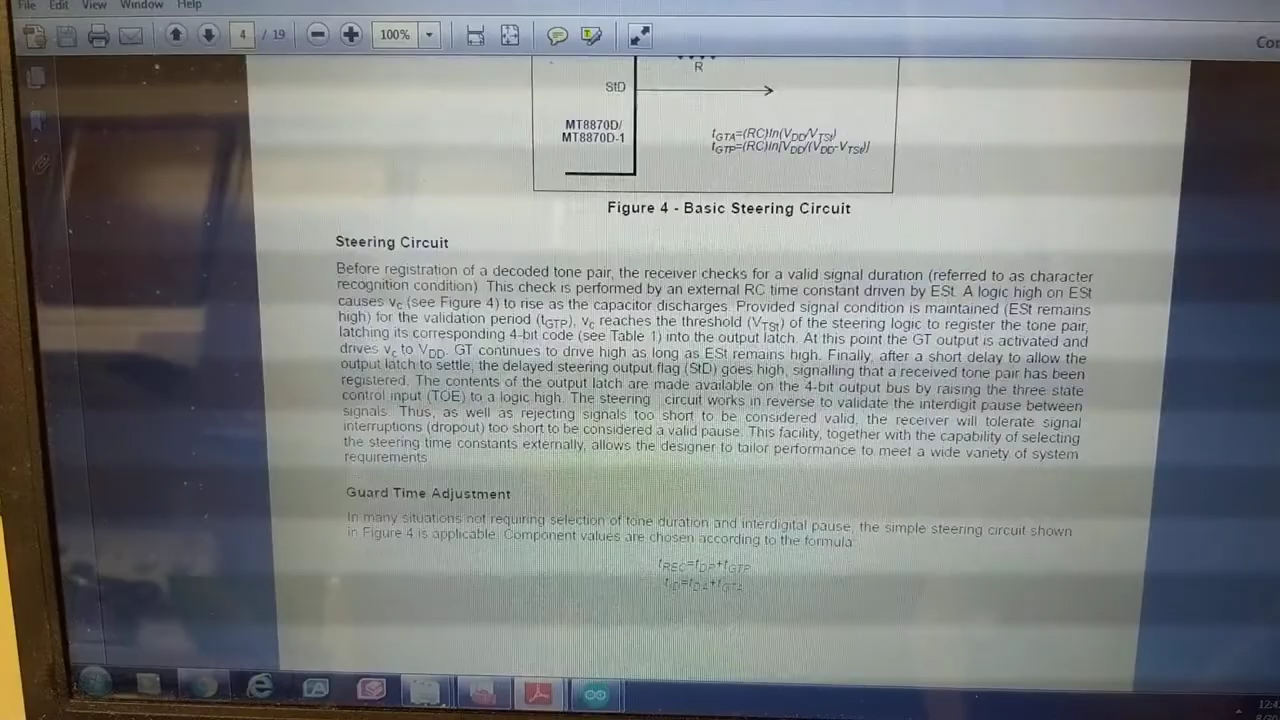 File Edit View Window Help
4 / 19 100%
Co
R
StD
MT8870D/
MT8870D-1
tGTA=(RC)In(VDD/VTSt)
tGTP=(RC)In[VDD/(VDD-VTSt)]
Figure 4 - Basic Steering Circuit
Steering Circuit
Before registration of a decoded tone pair, the receiver checks for a valid signal duration (referred to as character
recognition condition). This check is performed by an external RC time constant driven by ESt. A logic high on ESt
causes vc (see Figure 4) to rise as the capacitor discharges. Provided signal condition is maintained (ESt remains
high) for the validation period (tGTP), vc reaches the threshold (VTSt) of the steering logic to register the tone pair,
latching its corresponding 4-bit code (see Table 1) into the output latch. At this point the GT output is activated and
drives vc to VDD. GT continues to drive high as long as ESt remains high. Finally, after a short delay to allow the
output latch to settle, the delayed steering output flag (StD) goes high, signalling that a received tone pair has been
registered. The contents of the output latch are made available on the 4-bit output bus by raising the three state
control input (TOE) to a logic high. The steering circuit works in reverse to validate the interdigit pause between
signals. Thus, as well as rejecting signals too short to be considered valid, the receiver will tolerate signal
interruptions (dropout) too short to be considered a valid pause. This facility, together with the capability of selecting
the steering time constants externally, allows the designer to tailor performance to meet a wide variety of system
requirements.
Guard Time Adjustment
In many situations not requiring selection of tone duration and interdigital pause, the simple steering circuit shown
in Figure 4 is applicable. Component values are chosen according to the formula:
tREC=tDP+tGTP
tID=tDA+tGTA